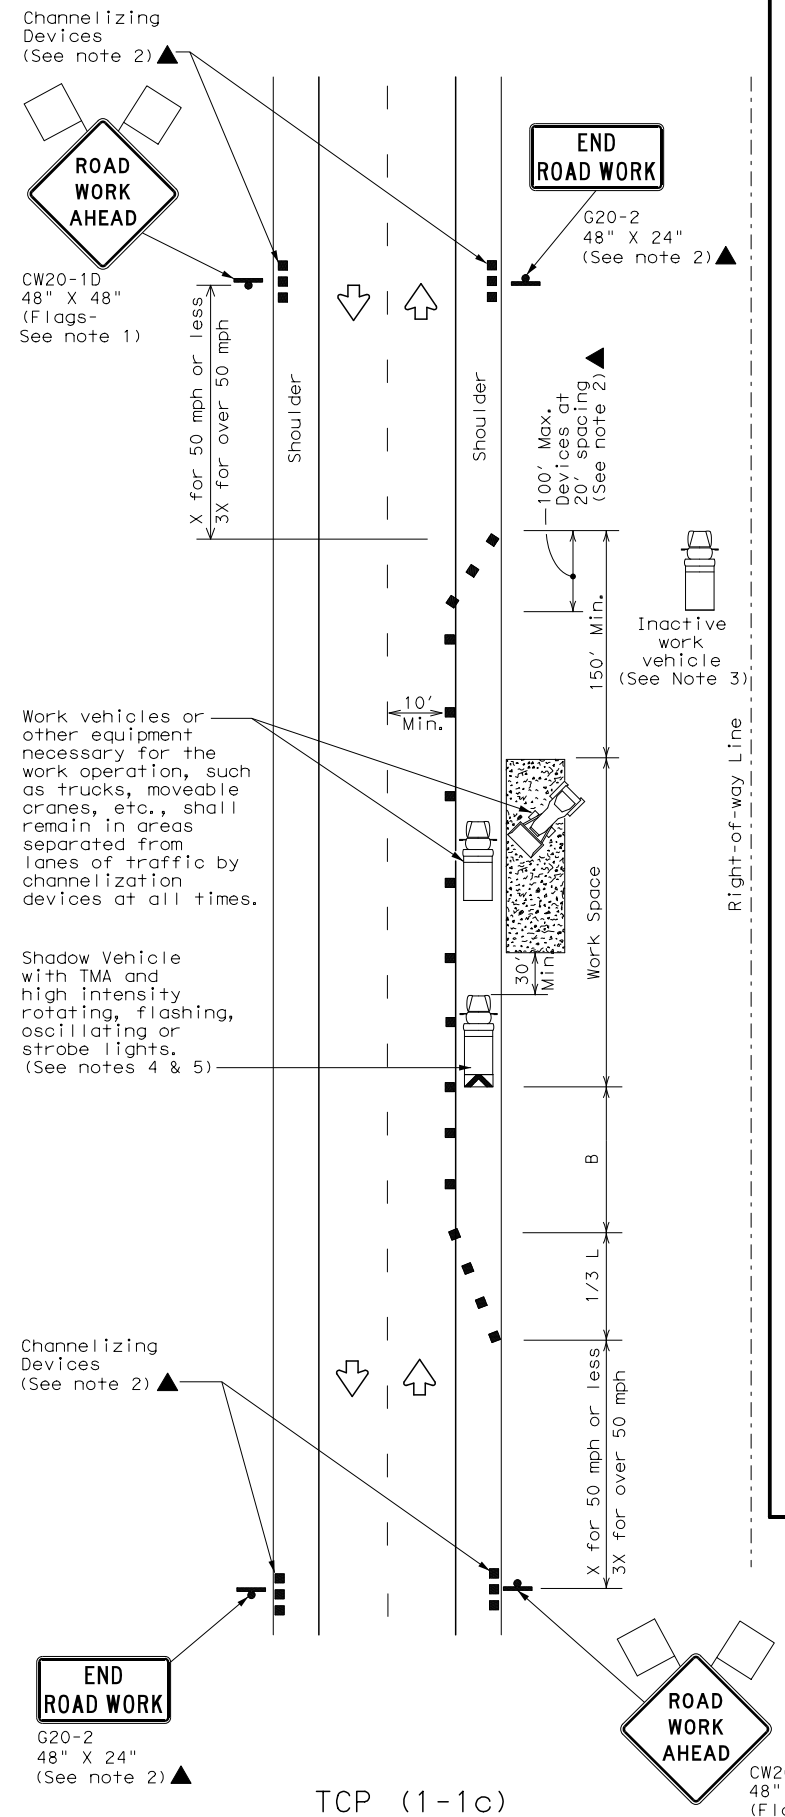 Channelizing
Devices
(See note 2)
ROAD
WORK
AHEAD
CW20-1D
48" X 48"
(Flags-
See note 1)
END
ROAD WORK
G20-2
48" X 24"
(See note 2)
X for 50 mph or less
3X for over 50 mph
Shoulder
Shoulder
100' Max.
Devices at
20' spacing
(See note 2)
150' Min.
Inactive
work
vehicle
(See Note 3)
Right-of-way Line
10'
Min.
Work vehicles or
other equipment
necessary for the
work operation, such
as trucks, moveable
cranes, etc., shall
remain in areas
separated from
lanes of traffic by
channelization
devices at all times.
Work Space
30'
Min.
Shadow Vehicle
with TMA and
high intensity
rotating, flashing,
oscillating or
strobe lights.
(See notes 4 & 5)
B
1/3 L
Channelizing
Devices
(See note 2)
X for 50 mph or less
3X for over 50 mph
END
ROAD WORK
G20-2
48" X 24"
(See note 2)
ROAD
WORK
AHEAD
48"
TCP (1-1c)